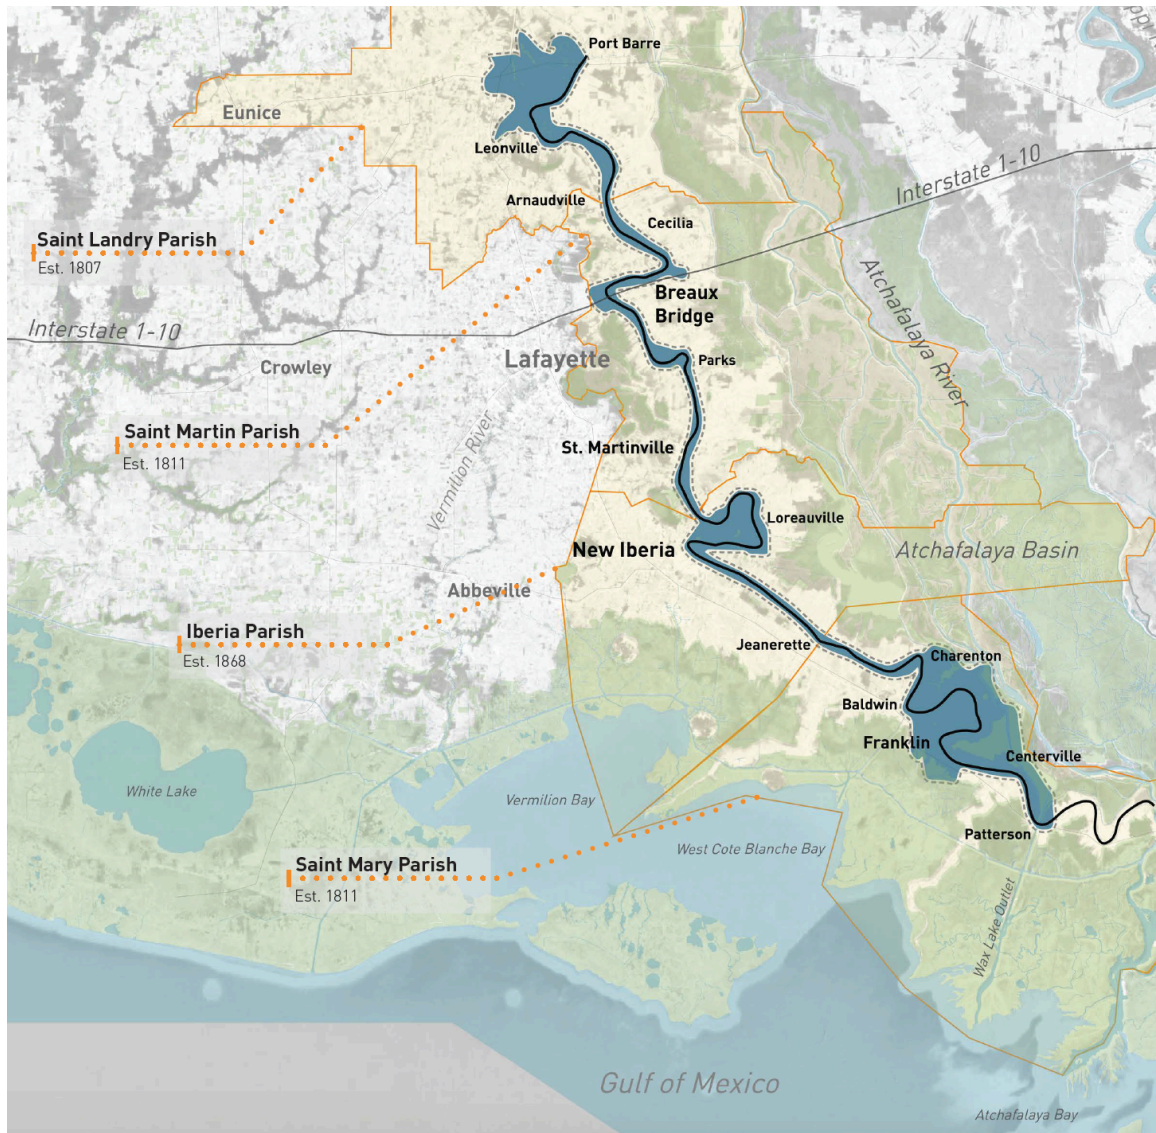 Port Barre
Eunice
Leonville
Interstate 1-10
Arnaudville
Cecilia
Saint Landry Parish
Est. 1807
Breaux
Bridge
Atchafalaya River
Interstate 1-10
Lafayette
Parks
Crowley
Saint Martin Parish
Est. 1811
Vermilion River
St. Martinville
Loreauville
New Iberia
Atchafalaya Basin
Abbeville
Iberia Parish
Est. 1868
Jeanerette
Charenton
Baldwin
Franklin
Centerville
White Lake
Vermilion Bay
Patterson
West Cote Blanche Bay
Saint Mary Parish
Est. 1811
Wax Lake Outlet
Gulf of Mexico
Atchafalaya Bay